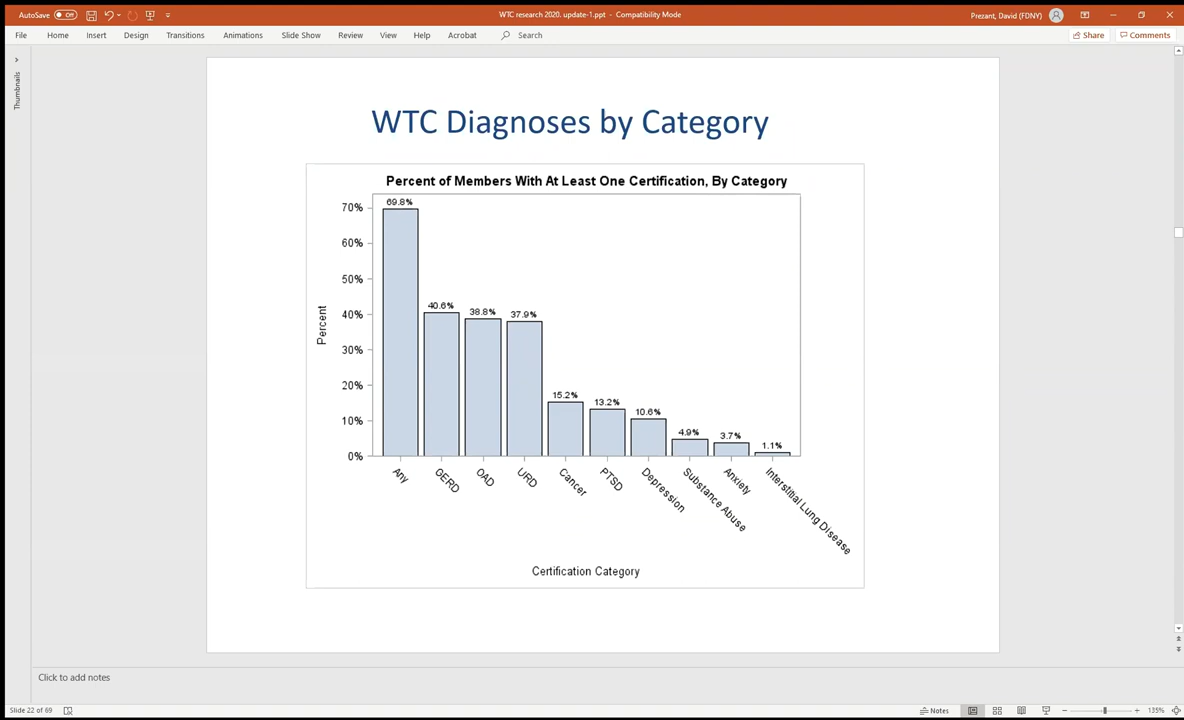 AutoSave Off
WTC research 2020. update-1.ppt - Compatibility Mode
Prezant, David (FDNY)
File Home Insert Design Transitions Animations Slide Show Review View Help Acrobat Search
Share Comments
Thumbnails
WTC Diagnoses by Category
Percent of Members With At Least One Certification, By Category
Percent
70%
60%
50%
40%
30%
20%
10%
0%
69.8%
40.6%
38.8%
37.9%
15.2%
13.2%
10.6%
4.9%
3.7%
1.1%
Any
GERD
OAD
URD
Cancer
PTSD
Depression
Substance Abuse
Anxiety
Interstitial Lung Disease
Certification Category
Click to add notes
Slide 22 of 69
Notes
135%